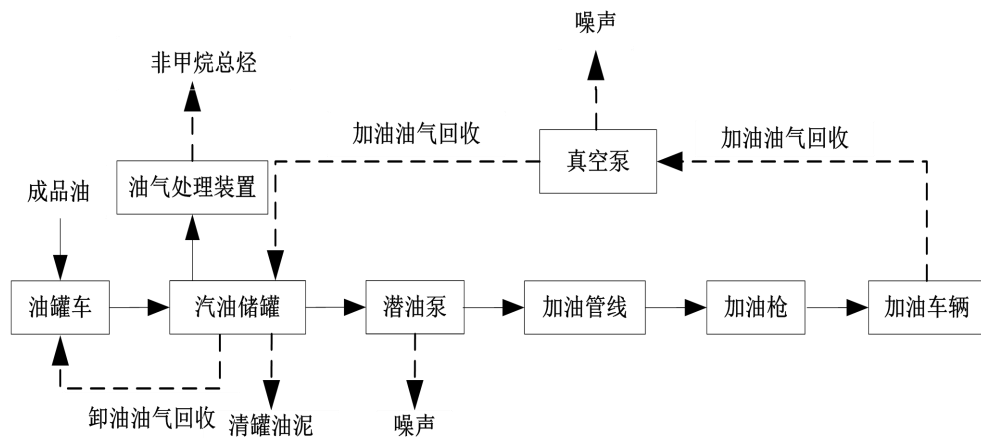 噪声
非甲烷总烃
加油油气回收
加油油气回收
真空泵
油气处理装置
成品油
油罐车
汽油储罐
潜油泵
加油管线
加油枪
加油车辆
卸油油气回收
清罐油泥
噪声